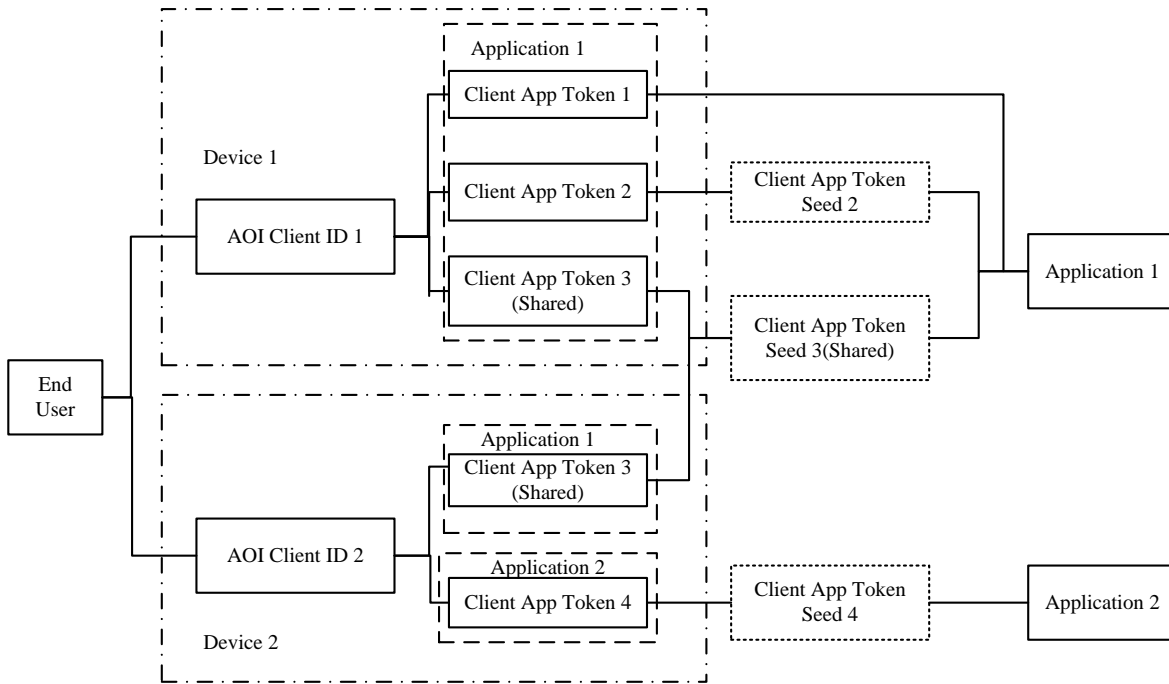 Application 1
Client App Token 1
Device 1
Client App Token 2
Client App Token
Seed 2
AOI Client ID 1
Client App Token 3
(Shared)
Application 1
Client App Token
Seed 3(Shared)
End
User
Application 1
Client App Token 3
(Shared)
AOI Client ID 2
Application 2
Client App Token 4
Client App Token
Seed 4
Application 2
Device 2